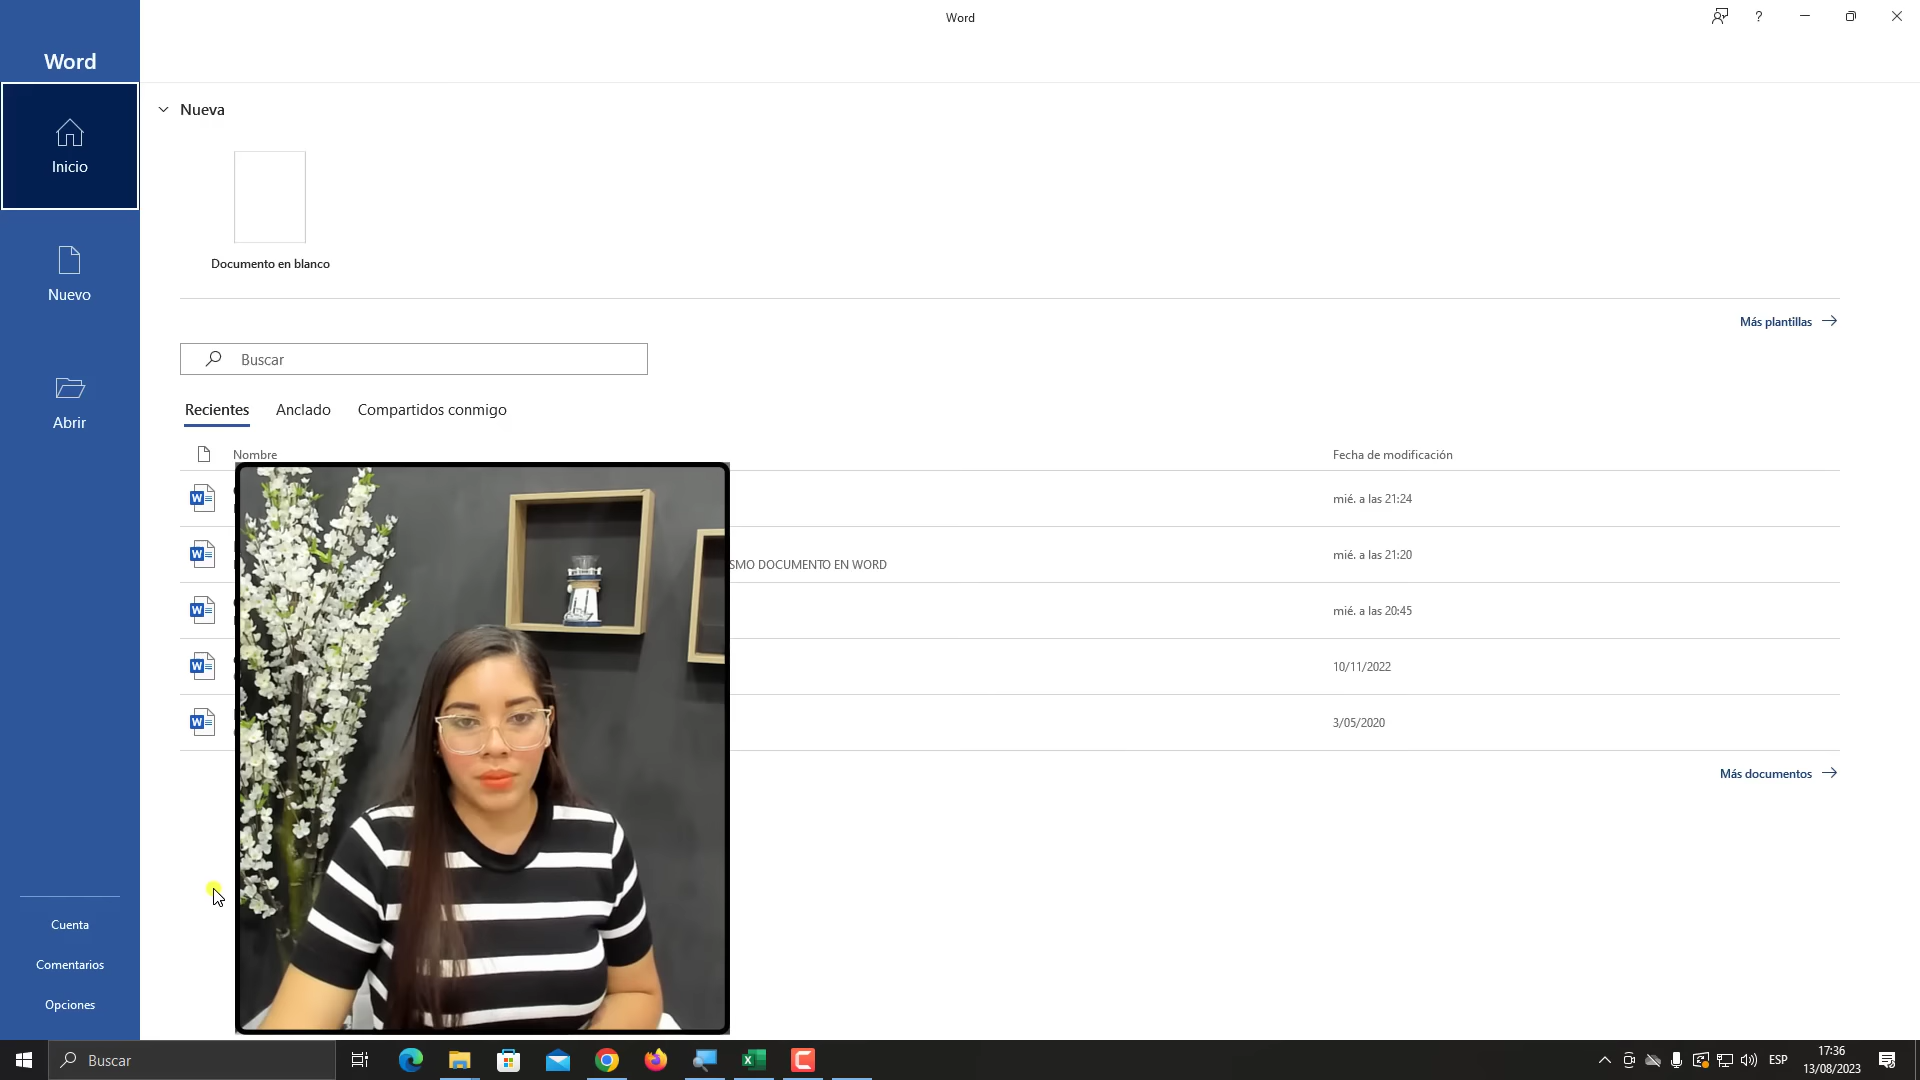 Word
Word
Inicio
Nuevo
Abrir
Cuenta
Comentarios
Opciones
Nueva
Documento en blanco
Más plantillas
Buscar
Recientes Anclado Compartidos conmigo
Nombre Fecha de modificación
mié. a las 21:24
SMO DOCUMENTO EN WORD mié. a las 21:20
mié. a las 20:45
10/11/2022
3/05/2020
Más documentos
Buscar
ESP
17:36
13/08/2023